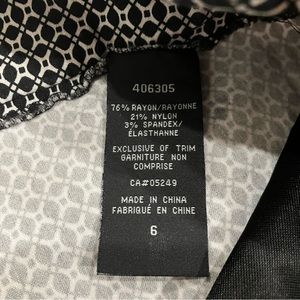 406305
76% RAYON/RAYONNE
21% NYLON
3% SPANDEX/
ÉLASTHANNE
EXCLUSIVE OF TRIM
GARNITURE NON
COMPRISE
CA#05249
MADE IN CHINA
FABRIQUÉ EN CHINE
6